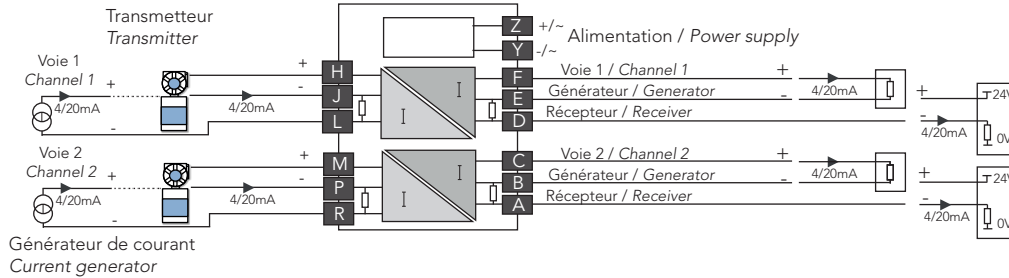 Transmetteur
Transmitter
Z +/~
Y -/~
Alimentation / Power supply
Voie 1
Channel 1
+
4/20mA
-
+
-
4/20mA
H
J
L
I
I
F
E
D
Voie 1 / Channel 1
Générateur / Generator
Récepteur / Receiver
+
-
4/20mA
+
-
4/20mA
24V
0V
Voie 2
Channel 2
+
4/20mA
-
+
-
4/20mA
M
P
R
I
I
C
B
A
Voie 2 / Channel 2
Générateur / Generator
Récepteur / Receiver
+
-
4/20mA
+
-
4/20mA
24V
0V
Générateur de courant
Current generator